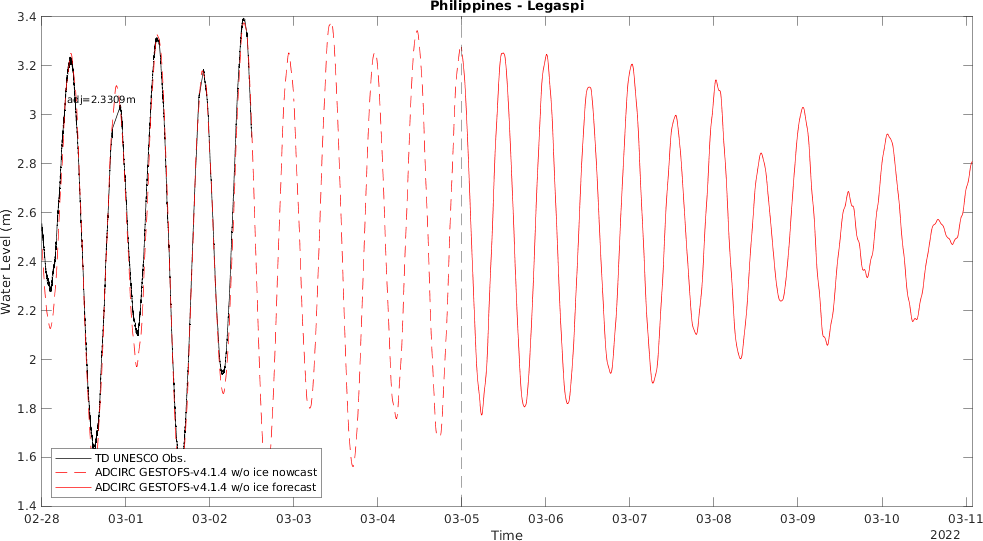 Philippines - Legaspi
Water Level (m)
3.4
3.2
3
2.8
2.6
2.4
2.2
2
1.8
1.6
1.4
adj=2.3309m
TD UNESCO Obs.
ADCIRC GESTOFS-v4.1.4 w/o ice nowcast
ADCIRC GESTOFS-v4.1.4 w/o ice forecast
02-28 03-01 03-02 03-03 03-04 03-05 03-06 03-07 03-08 03-09 03-10 03-11
Time
2022